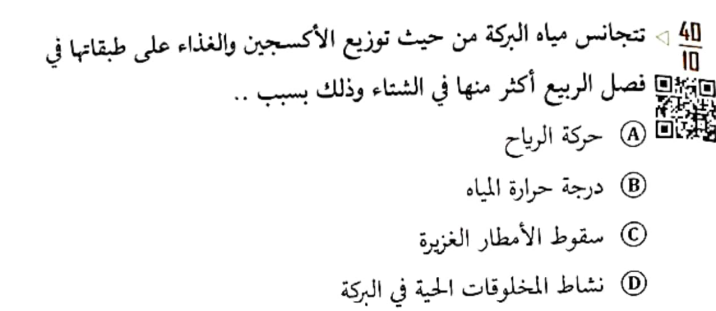 40 ◁ تتجانس مياه البركة من حيث توزيع الأكسجين والغذاء على طبقاتها في
10 فصل الربيع أكثر منها في الشتاء وذلك بسبب ..
A حركة الرياح
B درجة حرارة المياه
C سقوط الأمطار الغزيرة
D نشاط المخلوقات الحية في البركة